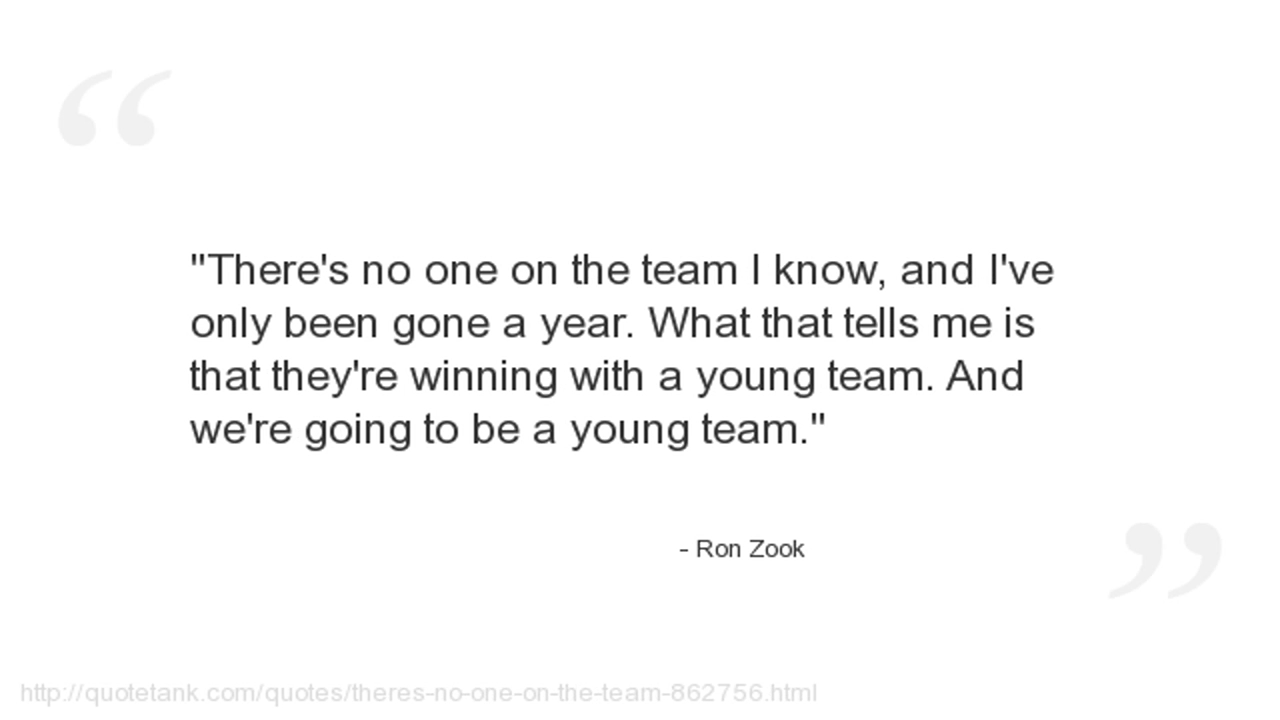 “
"There's no one on the team I know, and I've
only been gone a year. What that tells me is
that they're winning with a young team. And
we're going to be a young team."
- Ron Zook
”
http://quotetank.com/quotes/theres-no-one-on-the-team-862756.html